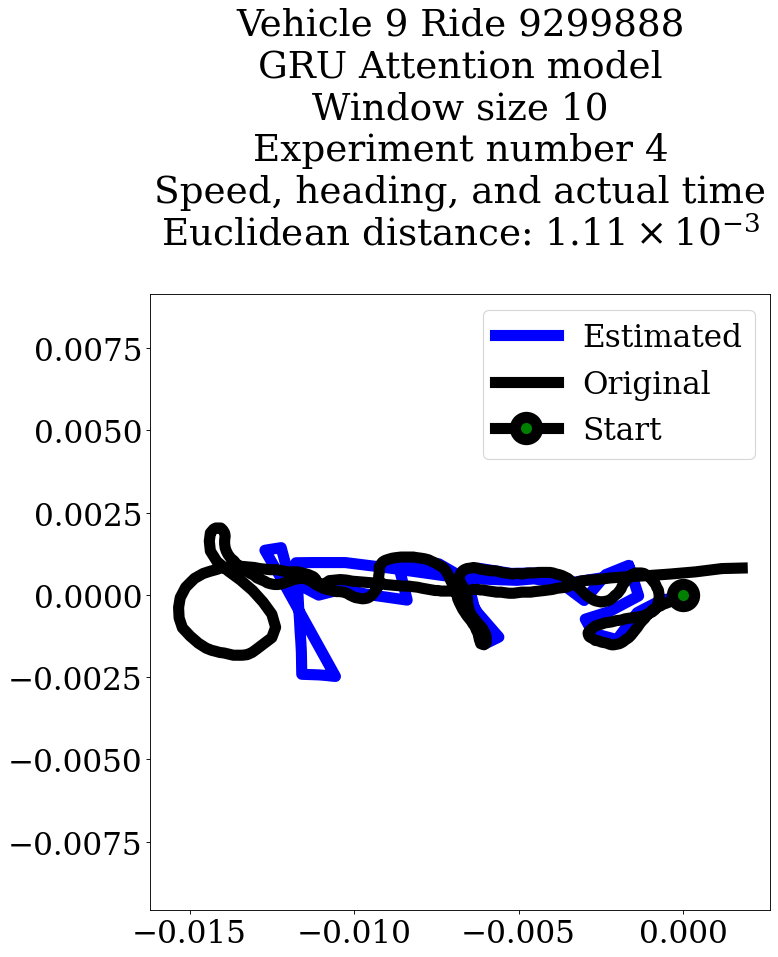 Vehicle 9 Ride 9299888
GRU Attention model
Window size 10
Experiment number 4
Speed, heading, and actual time
Euclidean distance: 1.11 × 10⁻³
Estimated
Original
Start
0.0075
0.0050
0.0025
0.0000
−0.0025
−0.0050
−0.0075
−0.015
−0.010
−0.005
0.000